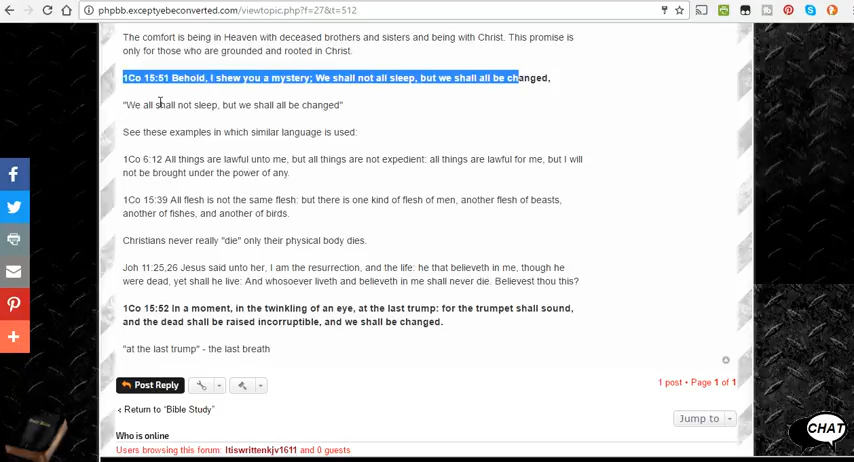 phpbb.exceptyebeconverted.com/viewtopic.php?f=27&t=512
The comfort is being in Heaven with deceased brothers and sisters and being with Christ. This promise is
only for those who are grounded and rooted in Christ.
1Co 15:51 Behold, I shew you a mystery; We shall not all sleep, but we shall all be changed,
"We all shall not sleep, but we shall all be changed"
See these examples in which similar language is used:
1Co 6:12 All things are lawful unto me, but all things are not expedient: all things are lawful for me, but I will
not be brought under the power of any.
1Co 15:39 All flesh is not the same flesh: but there is one kind of flesh of men, another flesh of beasts,
another of fishes, and another of birds.
Christians never really "die" only their physical body dies.
Joh 11:25,26 Jesus said unto her, I am the resurrection, and the life: he that believeth in me, though he
were dead, yet shall he live: And whosoever liveth and believeth in me shall never die. Believest thou this?
1Co 15:52 In a moment, in the twinkling of an eye, at the last trump: for the trumpet shall sound,
and the dead shall be raised incorruptible, and we shall be changed.
"at the last trump" - the last breath
Post Reply
1 post • Page 1 of 1
Return to "Bible Study"
Jump to
CHAT
Who is online
Users browsing this forum: Itiswrittenkjv1611 and 0 guests